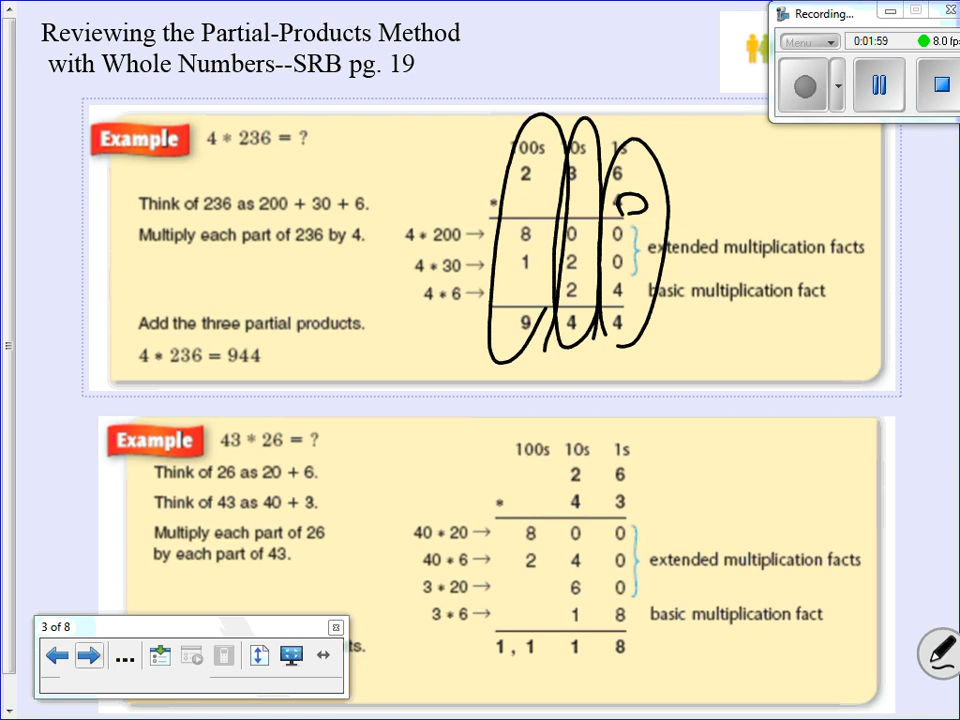 Reviewing the Partial-Products Method
with Whole Numbers--SRB pg. 19
Recording...
Menu
0:01:59
8.0 fp
Example
4 * 236 = ?
100s 10s 1s
2 3 6
Think of 236 as 200 + 30 + 6.
* 4
Multiply each part of 236 by 4.
4 * 200 → 8 0 0
extended multiplication facts
4 * 30 → 1 2 0
4 * 6 → 2 4
basic multiplication fact
Add the three partial products.
9 4 4
4 * 236 = 944
Example
43 * 26 = ?
100s 10s 1s
Think of 26 as 20 + 6.
2 6
Think of 43 as 40 + 3.
* 4 3
Multiply each part of 26
by each part of 43.
40 * 20 → 8 0 0
40 * 6 → 2 4 0
extended multiplication facts
3 * 20 → 6 0
3 * 6 → 1 8
basic multiplication fact
1 , 1 1 8
3 of 8
ts.